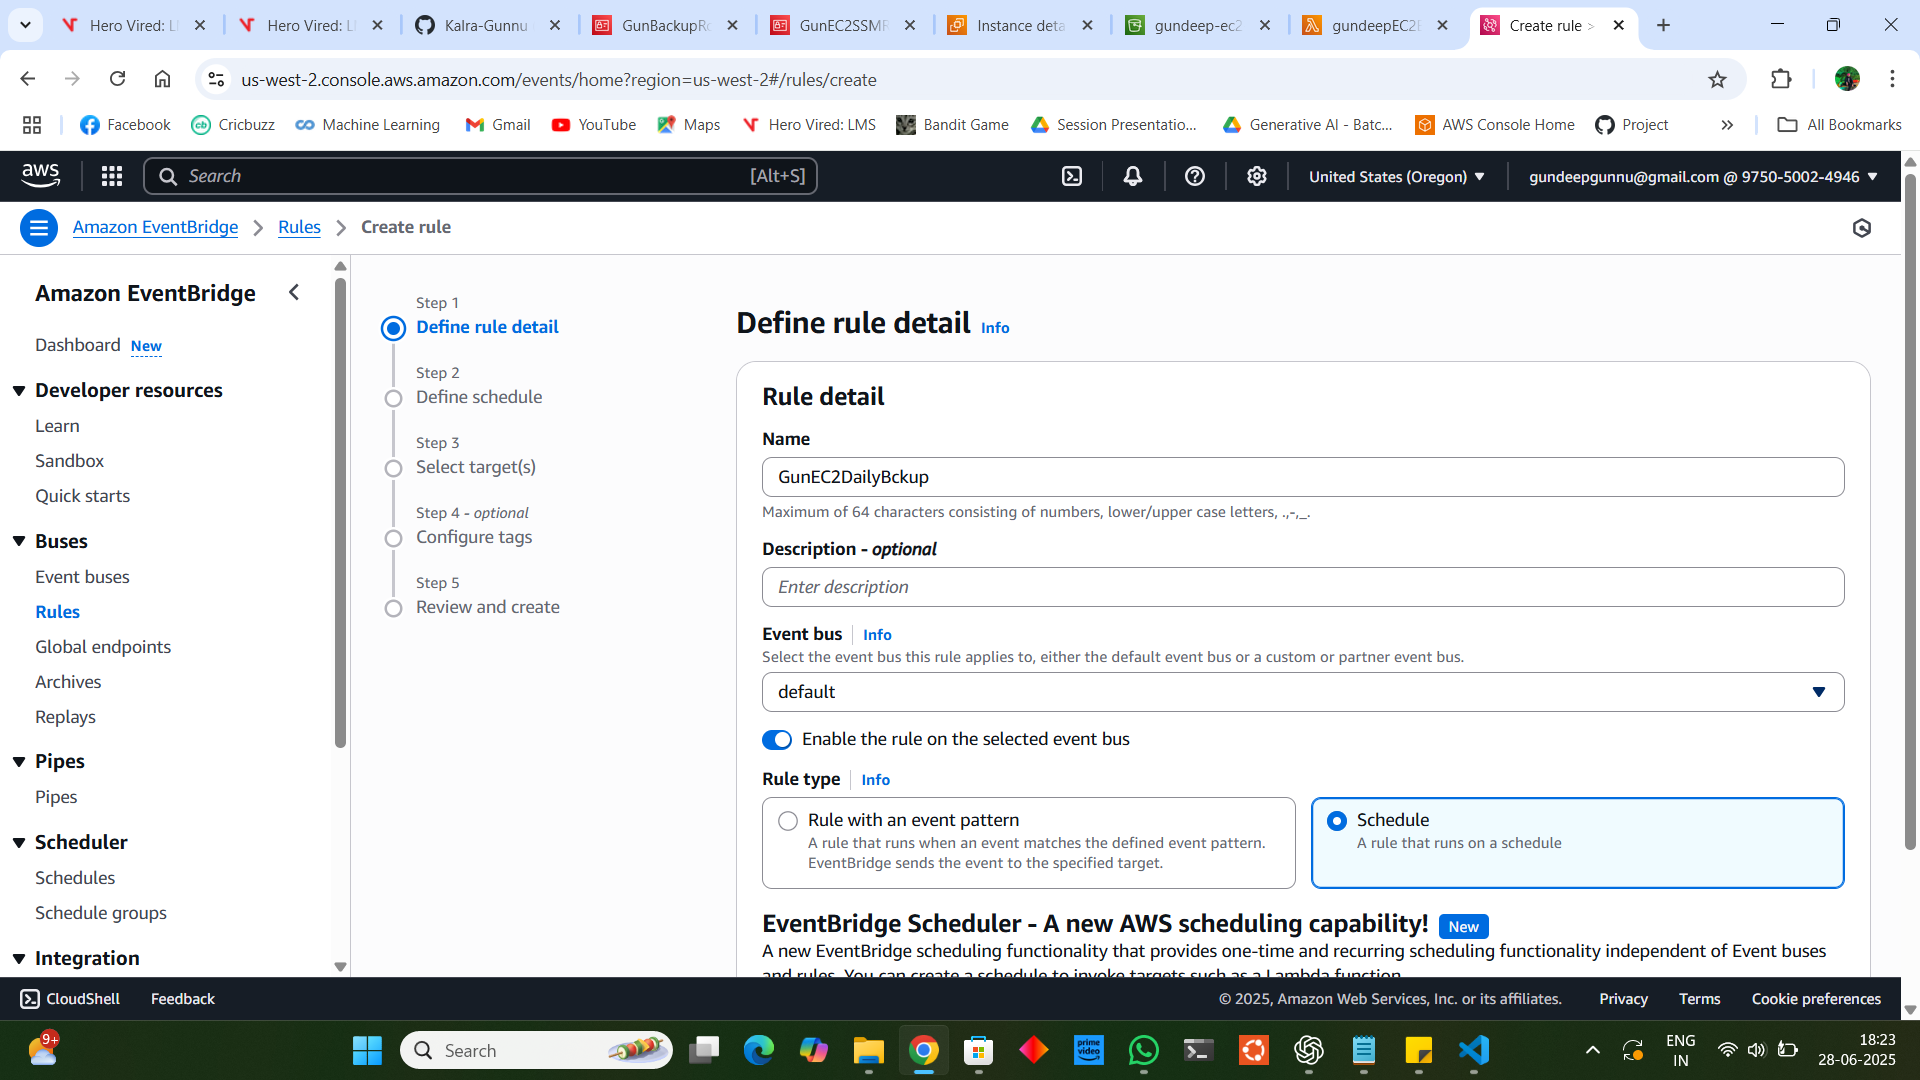 Hero Vired: L
Hero Vired: L
Kalra-Gunnu
GunBackupRo
GunEC2SSMR
Instance deta
gundeep-ec2
gundeepEC2
Create rule >
us-west-2.console.aws.amazon.com/events/home?region=us-west-2#/rules/create
Facebook
Cricbuzz
Machine Learning
Gmail
YouTube
Maps
Hero Vired: LMS
Bandit Game
Session Presentatio...
Generative AI - Batc...
AWS Console Home
Project
All Bookmarks
aws
Search
[Alt+S]
United States (Oregon)
gundeepgunnu@gmail.com @ 9750-5002-4946
Amazon EventBridge
Rules
Create rule
Amazon EventBridge
Dashboard New
Developer resources
Learn
Sandbox
Quick starts
Buses
Event buses
Rules
Global endpoints
Archives
Replays
Pipes
Pipes
Scheduler
Schedules
Schedule groups
Integration
Step 1
Define rule detail
Step 2
Define schedule
Step 3
Select target(s)
Step 4 - optional
Configure tags
Step 5
Review and create
Define rule detail Info
Rule detail
Name
GunEC2DailyBckup
Maximum of 64 characters consisting of numbers, lower/upper case letters, .,-,_.
Description - optional
Enter description
Event bus Info
Select the event bus this rule applies to, either the default event bus or a custom or partner event bus.
default
Enable the rule on the selected event bus
Rule type Info
Rule with an event pattern
A rule that runs when an event matches the defined event pattern.
EventBridge sends the event to the specified target.
Schedule
A rule that runs on a schedule
EventBridge Scheduler - A new AWS scheduling capability! New
A new EventBridge scheduling functionality that provides one-time and recurring scheduling functionality independent of Event buses
and rules. You can create a schedule to invoke targets such as a Lambda function.
CloudShell
Feedback
© 2025, Amazon Web Services, Inc. or its affiliates.
Privacy
Terms
Cookie preferences
9+
Search
prime video
ENG
IN
18:23
28-06-2025